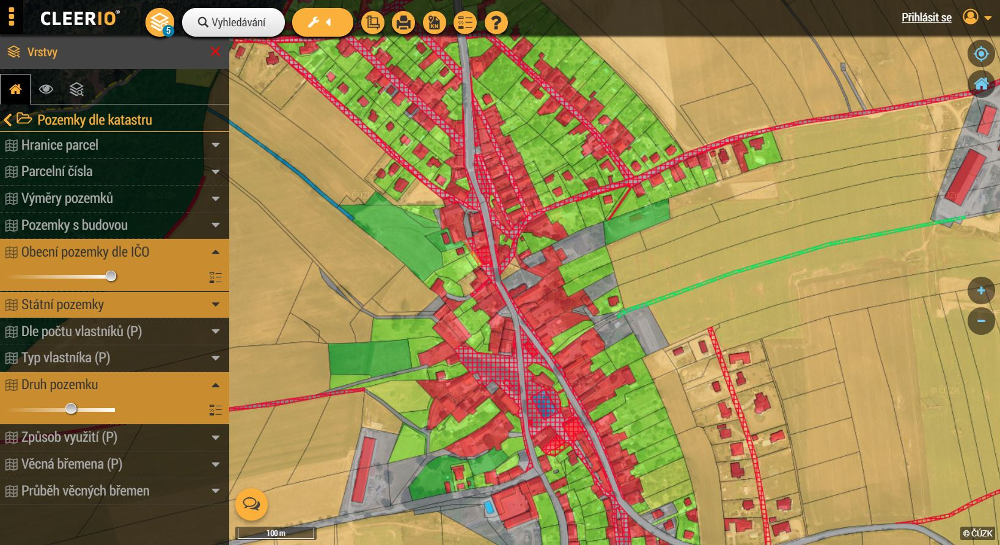 CLEERIO®
5
Vyhledávání
KN
?
Přihlásit se
Vrstvy
Pozemky dle katastru
Hranice parcel
Parcelní čísla
Výměry pozemků
Pozemky s budovou
Obecní pozemky dle IČO
Státní pozemky
Dle počtu vlastníků (P)
Typ vlastníka (P)
Druh pozemku
Způsob využití (P)
Věcná břemena (P)
Průběh věcných břemen
100 m
© ČÚZK
© ČÚZK